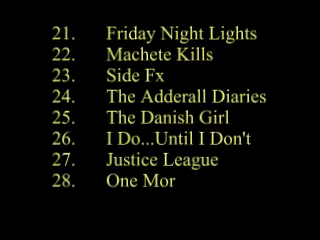 21. Friday Night Lights
22. Machete Kills
23. Side Fx
24. The Adderall Diaries
25. The Danish Girl
26. I Do...Until I Don't
27. Justice League
28. One Mor